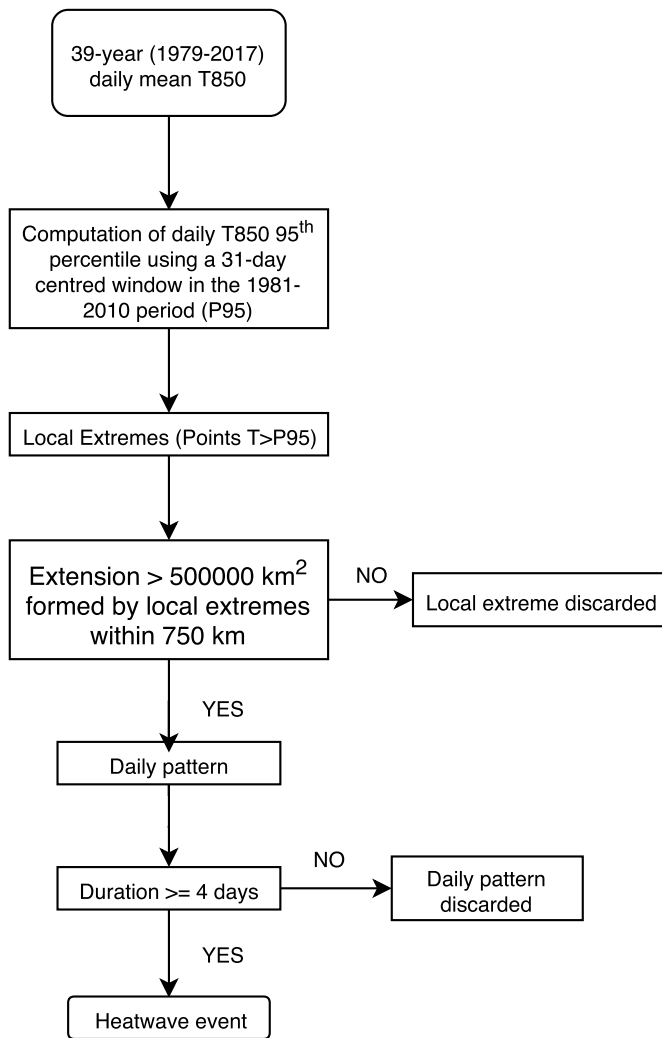 39-year (1979-2017)
daily mean T850
Computation of daily T850 95th
percentile using a 31-day
centred window in the 1981-
2010 period (P95)
Local Extremes (Points T>P95)
Extension > 500000 km2
formed by local extremes
within 750 km
NO
Local extreme discarded
YES
Daily pattern
Duration >= 4 days
NO
Daily pattern
discarded
YES
Heatwave event